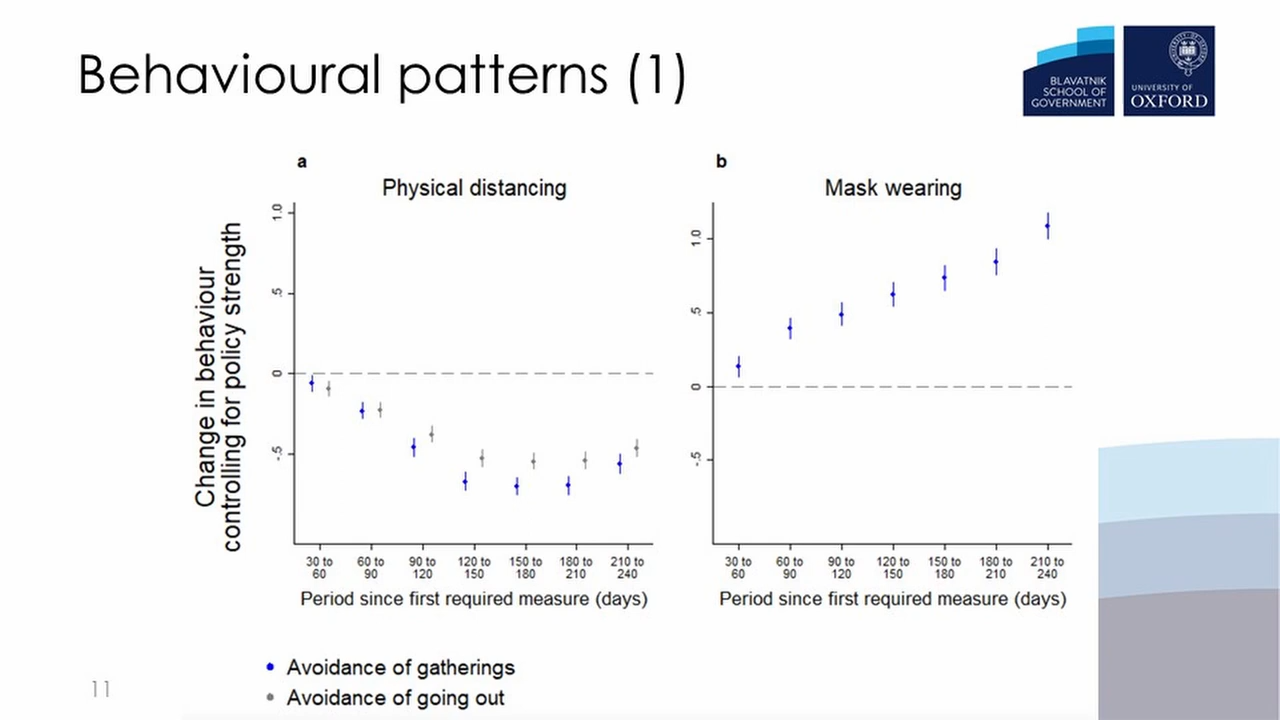 Behavioural patterns (1)
BLAVATNIK
SCHOOL OF
GOVERNMENT
UNIVERSITY OF
OXFORD
a
Physical distancing
Change in behaviour
controlling for policy strength
1.0
.5
0
-.5
30 to 60 90 to 90 to 120 to 150 to 180 to 210 to
60 90 120 150 180 210 240
Period since first required measure (days)
b
Mask wearing
1.0
.5
0
-.5
30 to 60 to 90 to 120 to 150 to 180 to 210 to
60 90 120 150 180 210 240
Period since first required measure (days)
Avoidance of gatherings
Avoidance of going out
11